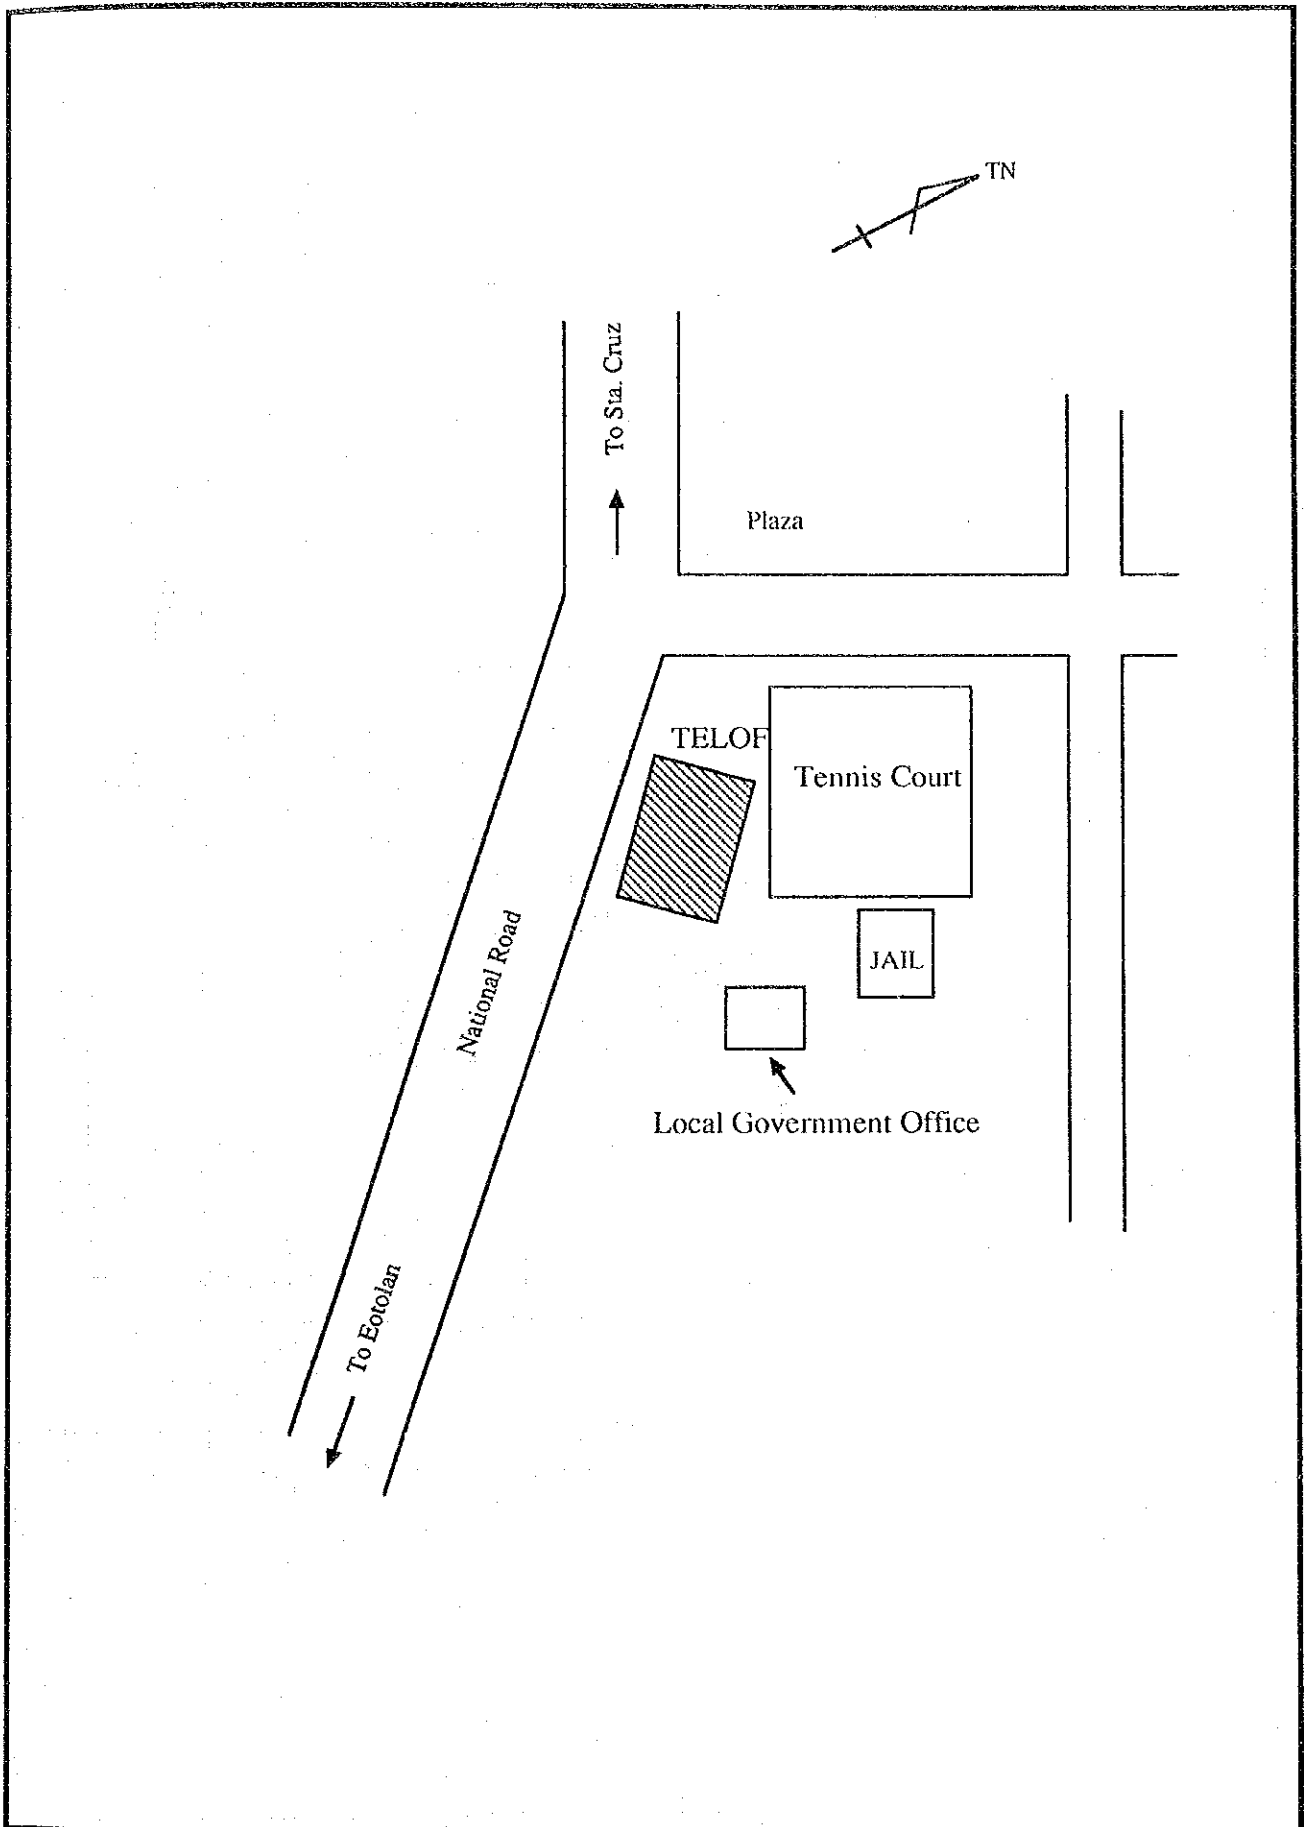 TN
To Sta. Cruz
Plaza
TELOF
Tennis Court
National Road
JAIL
Local Government Office
To Eotolan